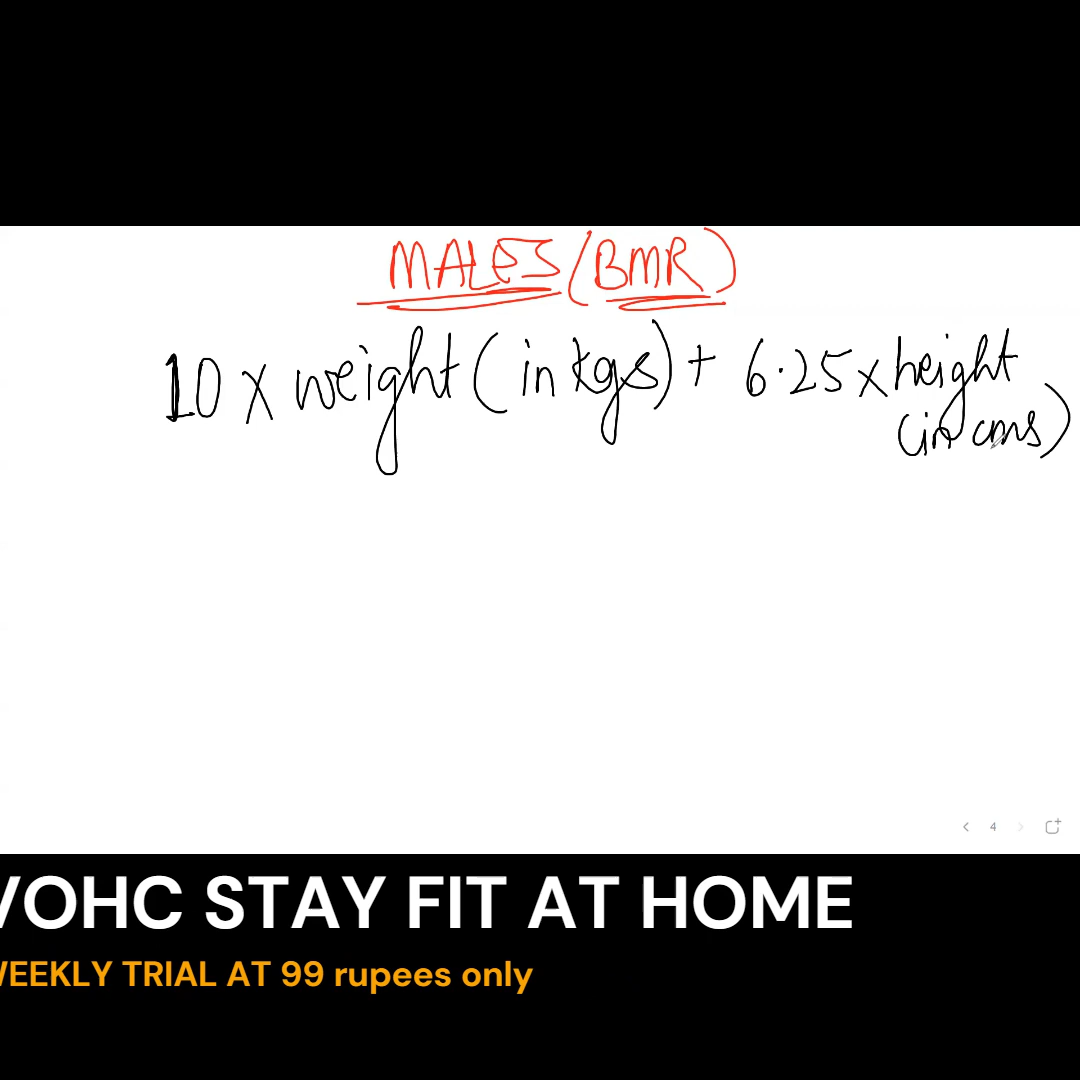 MALES (BMR)
10 x weight (in kgs) + 6.25 x height
(in cms)
4
VOHC STAY FIT AT HOME
WEEKLY TRIAL AT 99 rupees only